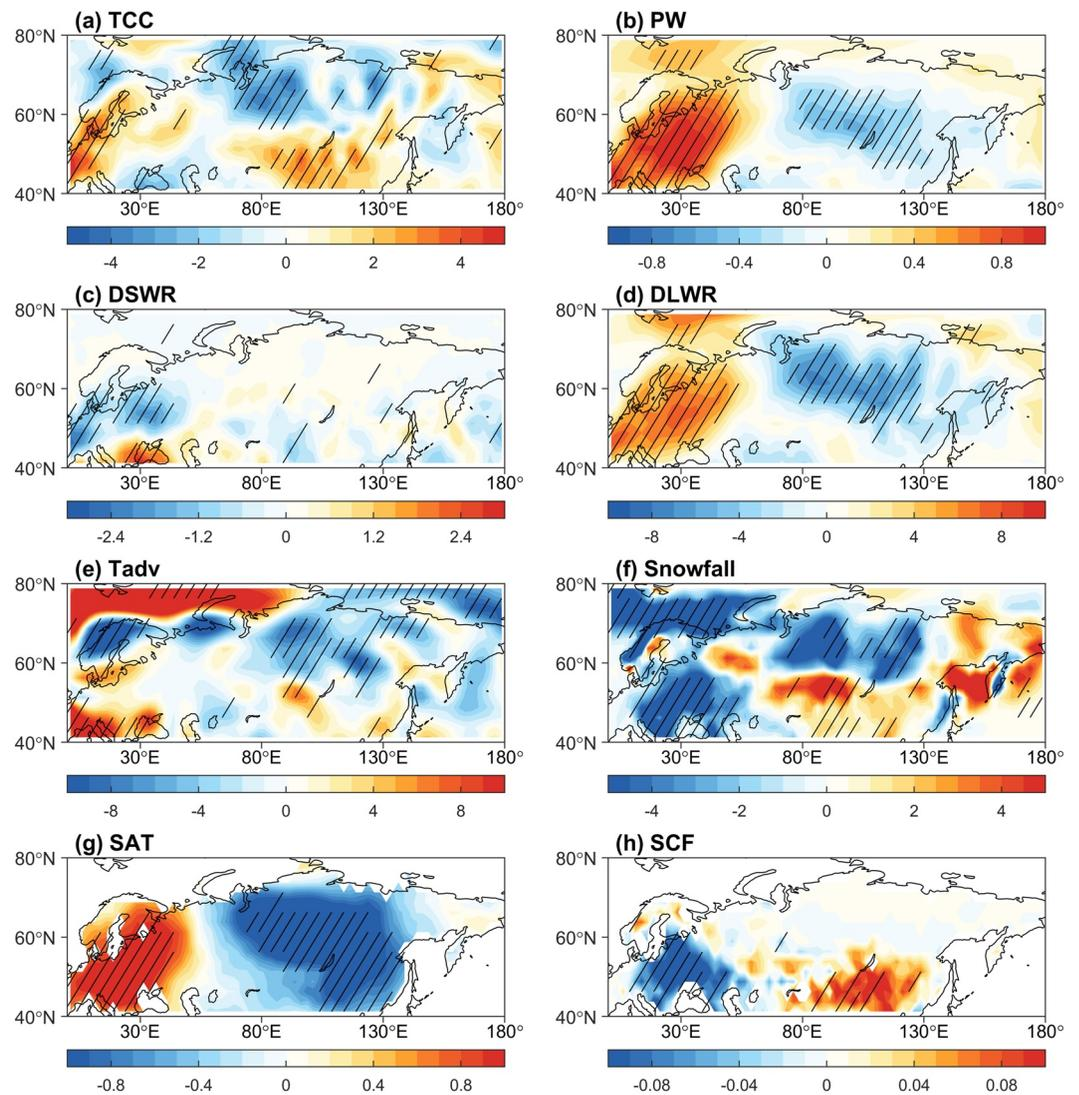 (a) TCC
80°N
60°N
40°N
30°E 80°E 130°E 180°
-4 -2 0 2 4
(b) PW
80°N
60°N
40°N
30°E 80°E 130°E 180°
-0.8 -0.4 0 0.4 0.8
(c) DSWR
80°N
60°N
40°N
30°E 80°E 130°E 180°
-2.4 -1.2 0 1.2 2.4
(d) DLWR
80°N
60°N
40°N
30°E 80°E 130°E 180°
-8 -4 0 4 8
(e) Tadv
80°N
60°N
40°N
30°E 80°E 130°E 180°
-8 -4 0 4 8
(f) Snowfall
80°N
60°N
40°N
30°E 80°E 130°E 180°
-4 -2 0 2 4
(g) SAT
80°N
60°N
40°N
30°E 80°E 130°E 180°
-0.8 -0.4 0 0.4 0.8
(h) SCF
80°N
60°N
40°N
30°E 80°E 130°E 180°
-0.08 -0.04 0 0.04 0.08